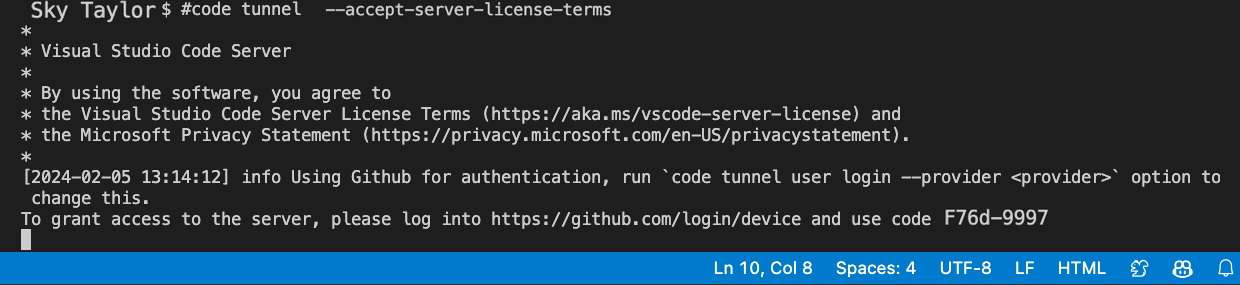 Sky Taylor $ #code tunnel --accept-server-license-terms
*
* Visual Studio Code Server
*
* By using the software, you agree to
* the Visual Studio Code Server License Terms (https://aka.ms/vscode-server-license) and
* the Microsoft Privacy Statement (https://privacy.microsoft.com/en-US/privacystatement).
*
[2024-02-05 13:14:12] info Using Github for authentication, run `code tunnel user login --provider <provider>` option to
change this.
To grant access to the server, please log into https://github.com/login/device and use code F76d-9997
Ln 10, Col 8 Spaces: 4 UTF-8 LF HTML